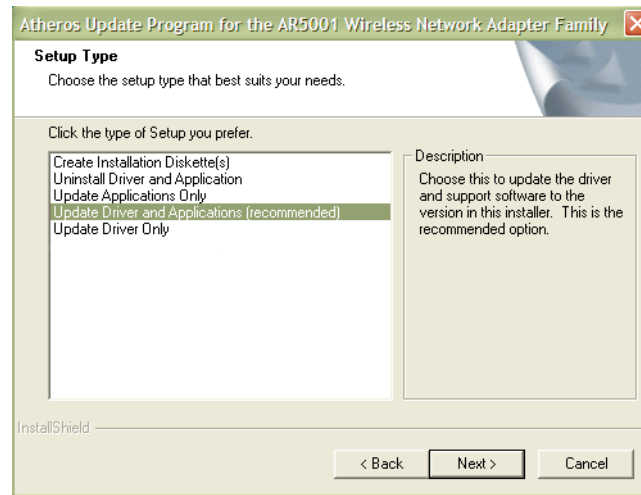 Atheros Update Program for the AR5001 Wireless Network Adapter Family
Setup Type
Choose the setup type that best suits your needs.
Click the type of Setup you prefer.
Create Installation Diskette(s)
Uninstall Driver and Application
Update Applications Only
Update Driver and Applications (recommended)
Update Driver Only
Description
Choose this to update the driver
and support software to the
version in this installer.  This is the
recommended option.
InstallShield
< Back
Next >
Cancel